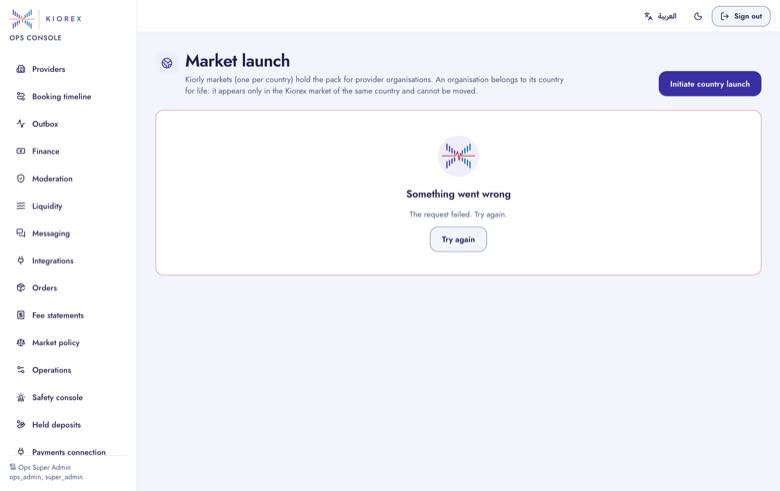 KIOREX
OPS CONSOLE
العربية
Sign out
Providers
Booking timeline
Outbox
Finance
Moderation
Liquidity
Messaging
Integrations
Orders
Fee statements
Market policy
Operations
Safety console
Held deposits
Payments connection
Ops Super Admin
ops_admin, super_admin
Market launch
Kiorly markets (one per country) hold the pack for provider organisations. An organisation belongs to its country
for life: it appears only in the Kiorex market of the same country and cannot be moved.
Initiate country launch
Something went wrong
The request failed. Try again.
Try again